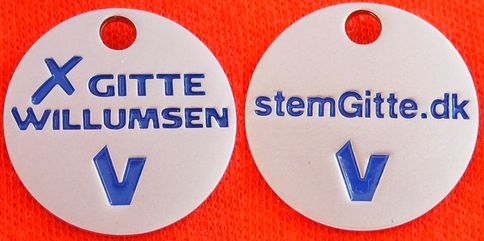 X GITTE
WILLUMSEN
V
stemGitte.dk
V